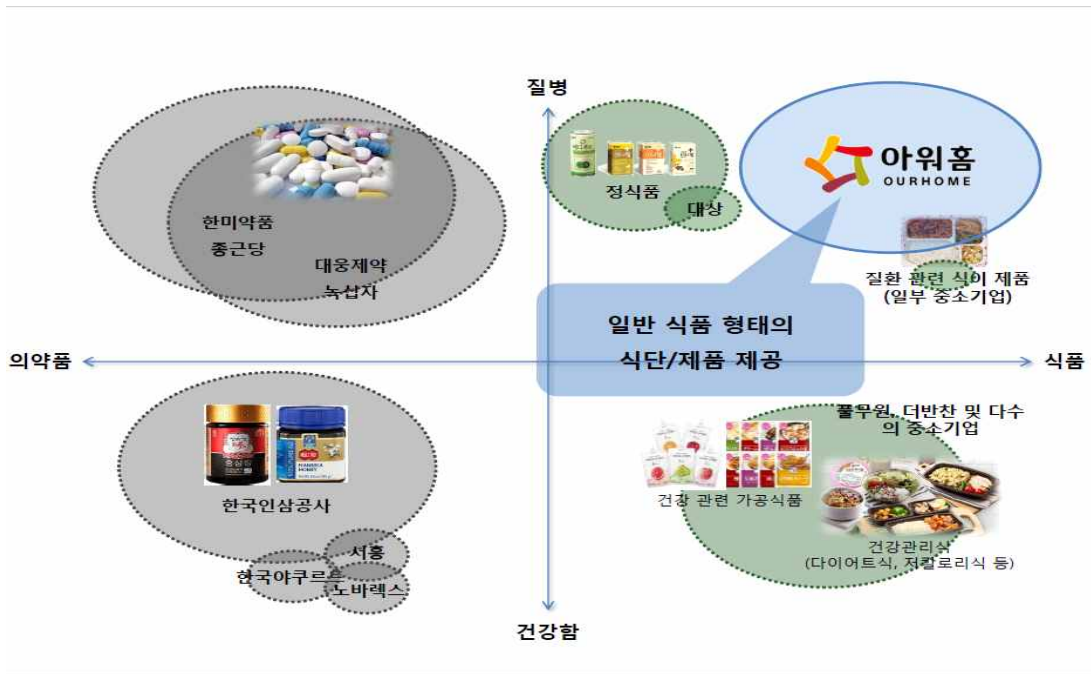 질병
아워홈
OURHOME
정식품
대상
한미약품
종근당
대웅제약
녹십자
질환 관련 식이 제품
(일부 중소기업)
일반 식품 형태의
식단/제품 제공
의약품
식품
풀무원, 더반찬 및 다수
의 중소기업
홍삼정
MANUKA
HONEY
건강 관련 가공식품
한국인삼공사
건강관리식
(다이어트식, 저칼로리식 등)
서흥
한국야쿠르트
노바렉스
건강함